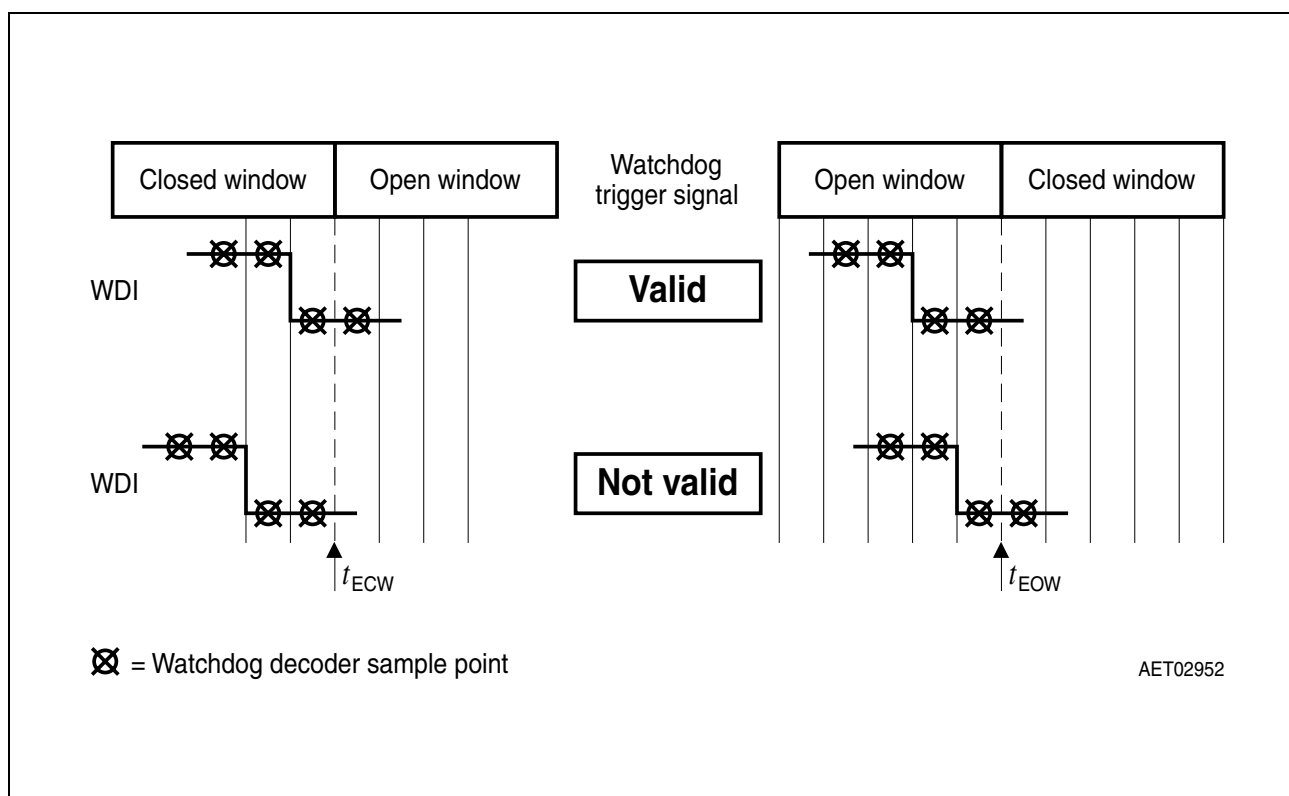 Closed window
Open window
Watchdog
trigger signal
Open window
Closed window
WDI
Valid
WDI
Not valid
tECW
tEOW
= Watchdog decoder sample point
AET02952